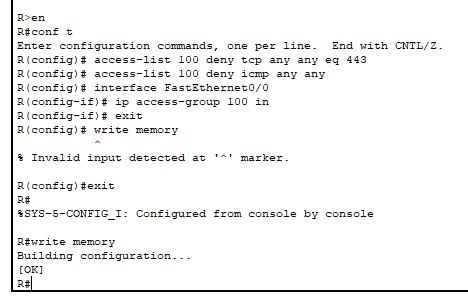 R>en
R#conf t
Enter configuration commands, one per line.  End with CNTL/Z.
R(config)# access-list 100 deny tcp any any eq 443
R(config)# access-list 100 deny icmp any any
R(config)# interface FastEthernet0/0
R(config-if)# ip access-group 100 in
R(config-if)# exit
R(config)# write memory
            ^
% Invalid input detected at '^' marker.

R(config)#exit
R#
%SYS-5-CONFIG_I: Configured from console by console

R#write memory
Building configuration...
[OK]
R#